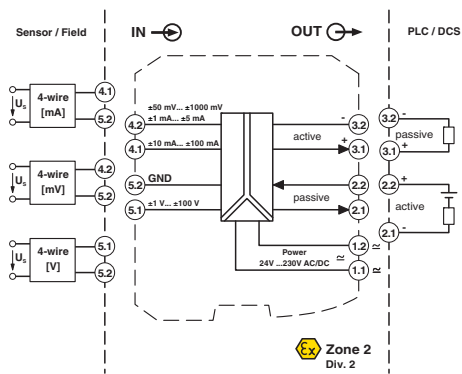 Sensor / Field
IN
OUT
PLC / DCS
U_s
4-wire
[mA]
4.1
5.2
U_s
4-wire
[mV]
4.2
5.2
U_s
4-wire
[V]
5.1
5.2
±50 mV... ±1000 mV
±1 mA... ±5 mA
4.2
±10 mA... ±100 mA
4.1
GND
5.2
±1 V... ±100 V
5.1
-
3.2
active
+
3.1
2.2
passive
2.1
Power
24V ...230V AC/DC
≃
1.2 ≃
1.1 ≃
3.2 -
passive
3.1 +
2.2 +
active
2.1 -
Ex Zone 2
Div. 2